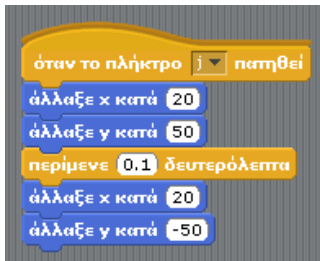 όταν το πλήκτρο j πατηθεί
άλλαξε x κατά 20
άλλαξε y κατά 50
περίμενε 0.1 δευτερόλεπτα
άλλαξε x κατά 20
άλλαξε y κατά -50